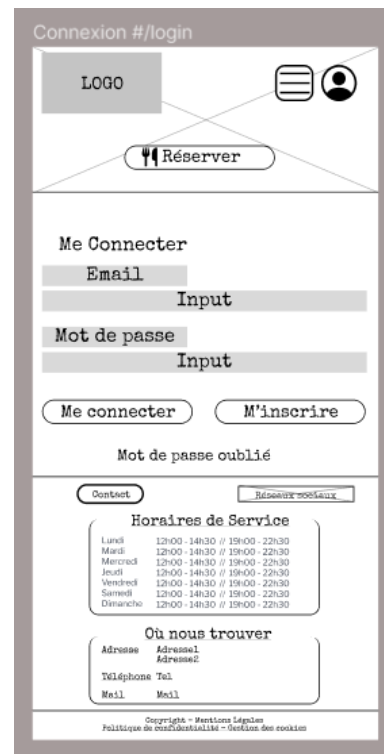 Connexion #/login
LOGO
Réserver
Me Connecter
Email
Input
Mot de passe
Input
Me connecter M'inscrire
Mot de passe oublié
Contact Réseaux sociaux
Horaires de Service
Lundi 12h00 - 14h30 // 19h00 - 22h30
Mardi 12h00 - 14h30 // 19h00 - 22h30
Mercredi 12h00 - 14h30 // 19h00 - 22h30
Jeudi 12h00 - 14h30 // 19h00 - 22h30
Vendredi 12h00 - 14h30 // 19h00 - 22h30
Samedi 12h00 - 14h30 // 19h00 - 22h30
Dimanche 12h00 - 14h30 // 19h00 - 22h30
Où nous trouver
Adresse Adresse1
Adresse2
Téléphone Tel
Mail Mail
Copyright - Mentions Légales
Politique de confidentialité - Gestion des cookies